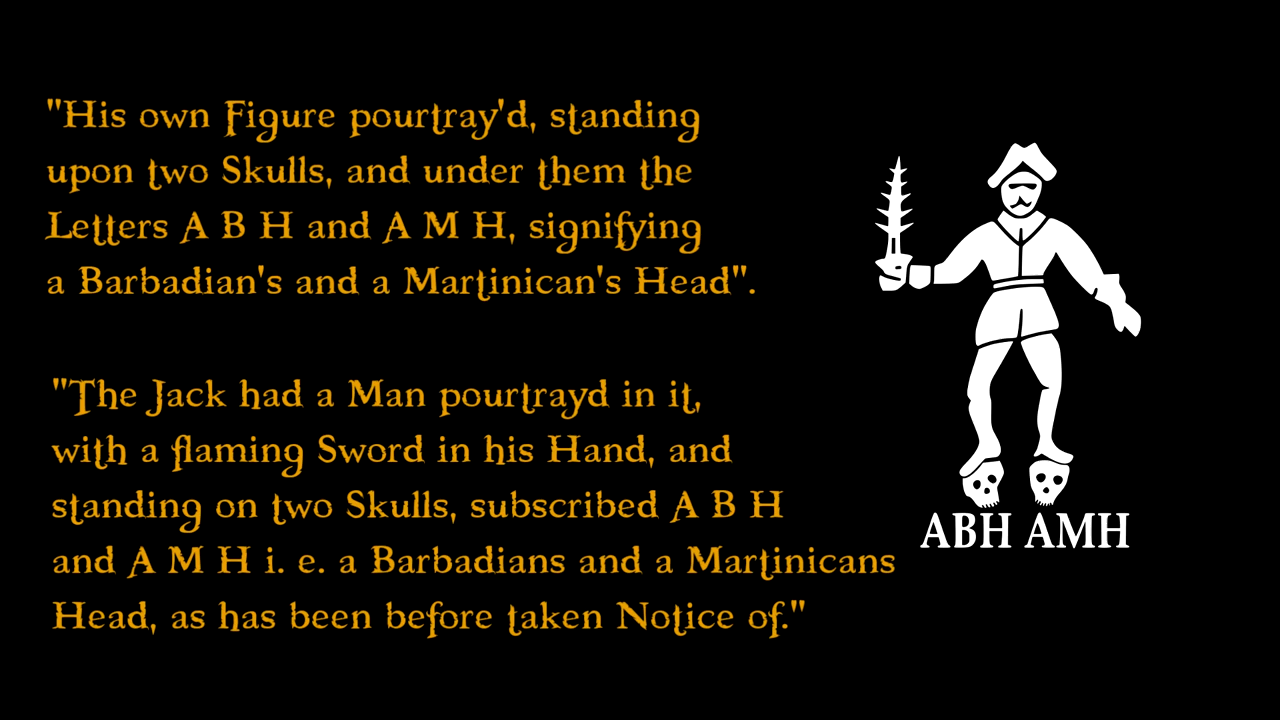 "His own Figure pourtray'd, standing
upon two Skulls, and under them the
Letters A B H and A M H, signifying
a Barbadian's and a Martinican's Head".
"The Jack had a Man pourtrayd in it,
with a flaming Sword in his Hand, and
standing on two Skulls, subscribed A B H
and A M H i. e. a Barbadians and a Martinicans
Head, as has been before taken Notice of."
ABH AMH